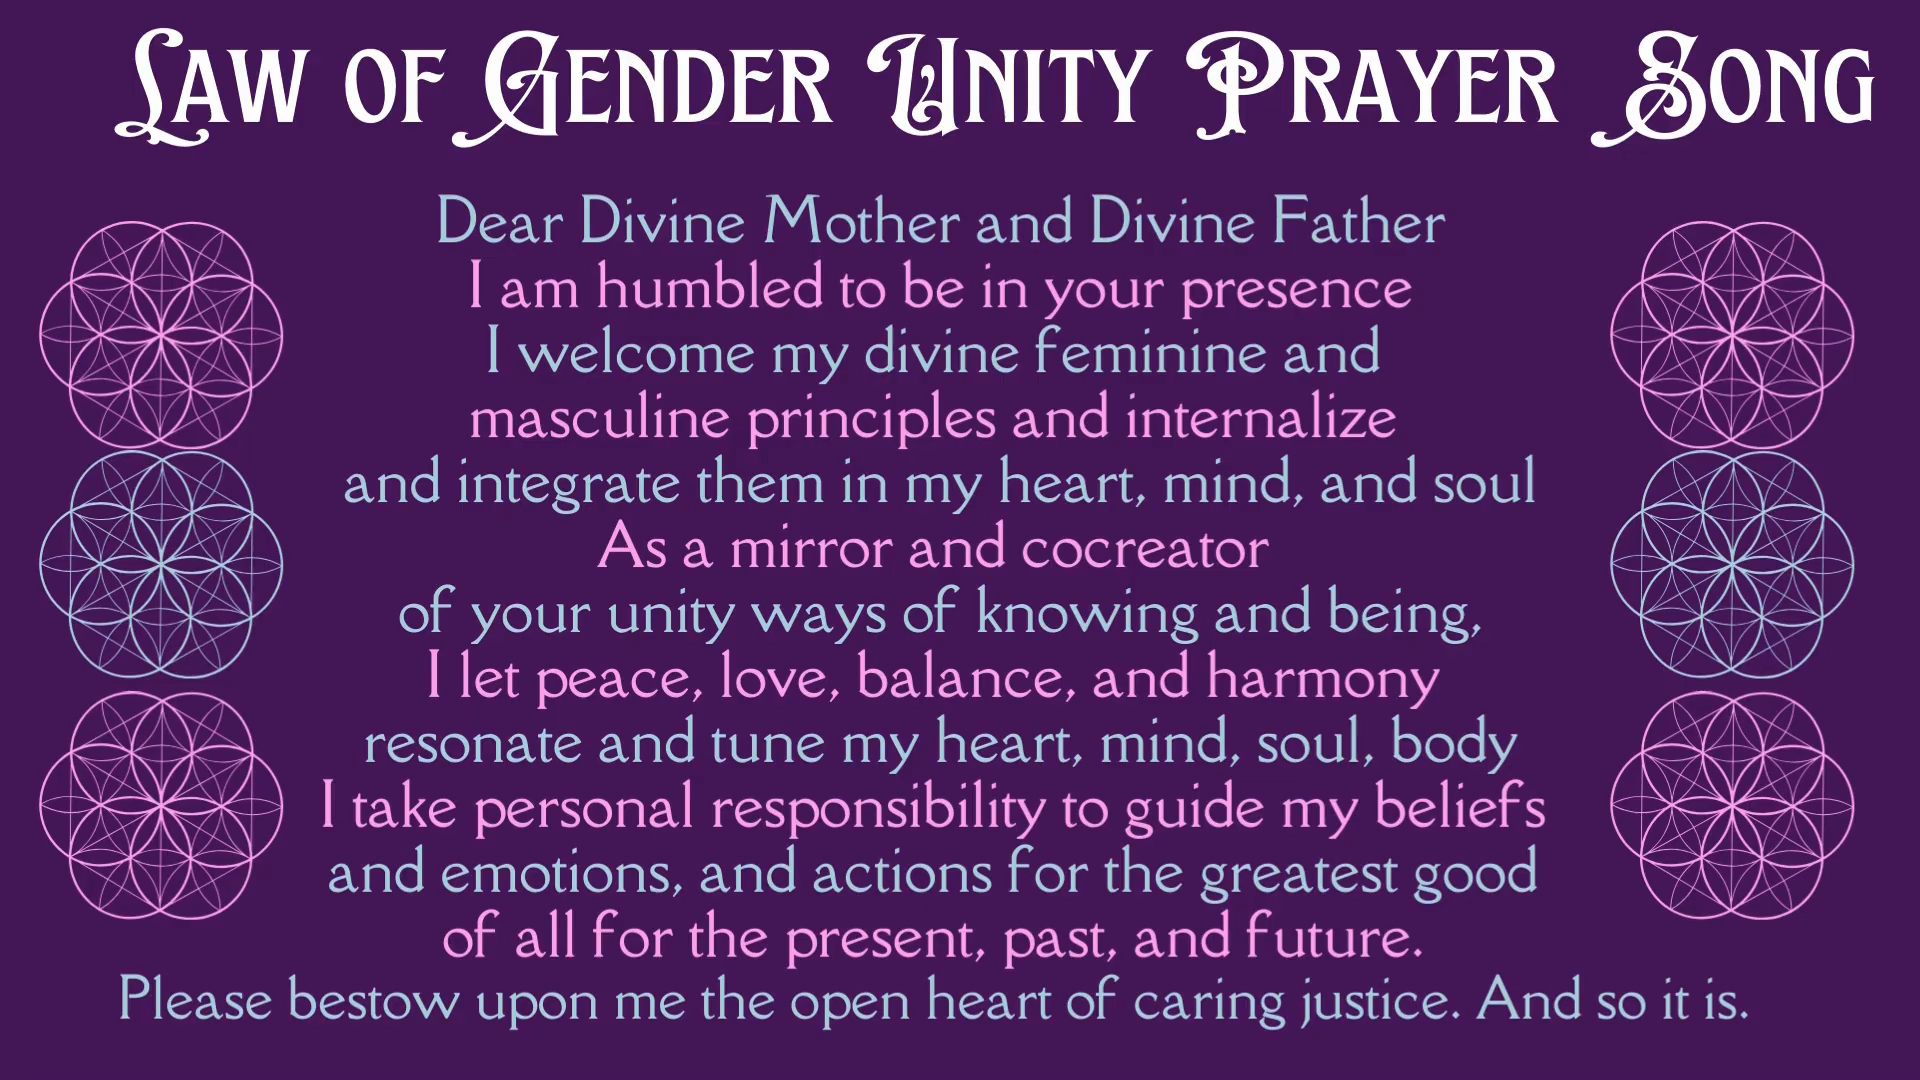 Law of Gender Unity Prayer Song
Dear Divine Mother and Divine Father
I am humbled to be in your presence
I welcome my divine feminine and
masculine principles and internalize
and integrate them in my heart, mind, and soul
As a mirror and cocreator
of your unity ways of knowing and being,
I let peace, love, balance, and harmony
resonate and tune my heart, mind, soul, body
I take personal responsibility to guide my beliefs
and emotions, and actions for the greatest good
of all for the present, past, and future.
Please bestow upon me the open heart of caring justice. And so it is.